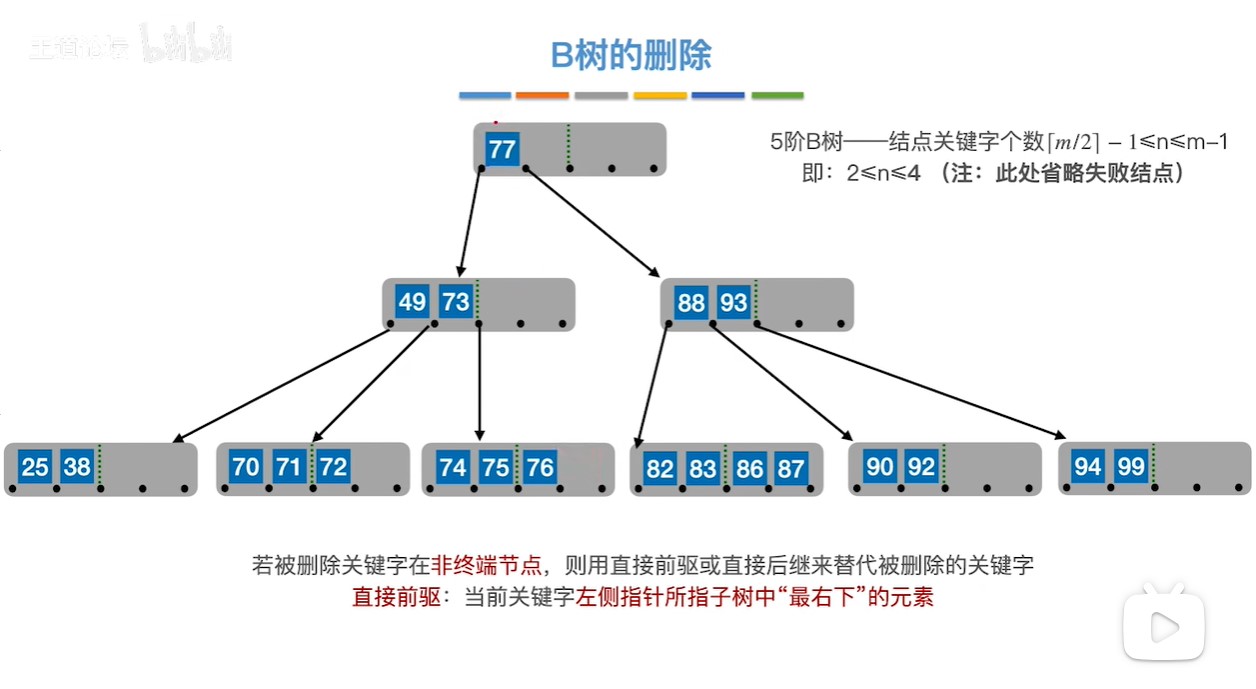 王道论坛 bilibili
B树的删除
77
5阶B树——结点关键字个数⌈m/2⌉ − 1≤n≤m–1
即：2≤n≤4 （注：此处省略失败结点）
49 73
88 93
25 38
70 71 72
74 75 76
82 83 86 87
90 92
94 99
若被删除关键字在非终端节点，则用直接前驱或直接后继来替代被删除的关键字
直接前驱：当前关键字左侧指针所指子树中“最右下”的元素